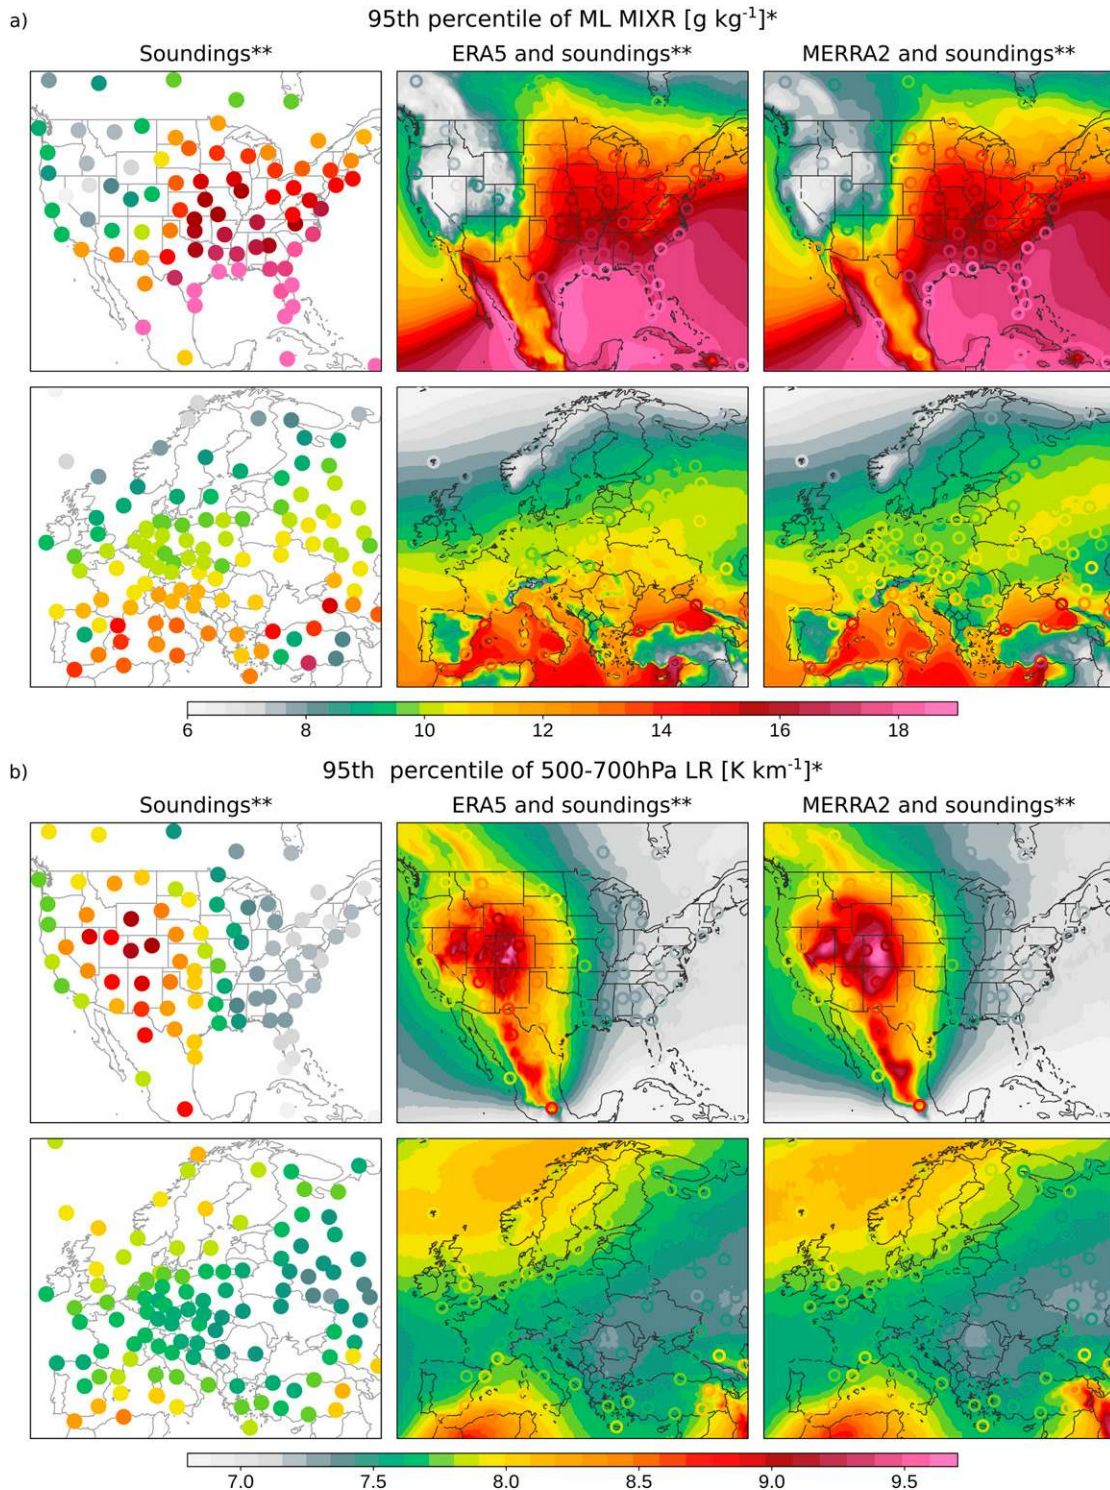 a)
95th percentile of ML MIXR [g kg⁻¹]*
Soundings** ERA5 and soundings** MERRA2 and soundings**
6 8 10 12 14 16 18
b)
95th percentile of 500-700hPa LR [K km⁻¹]*
Soundings** ERA5 and soundings** MERRA2 and soundings**
7.0 7.5 8.0 8.5 9.0 9.5